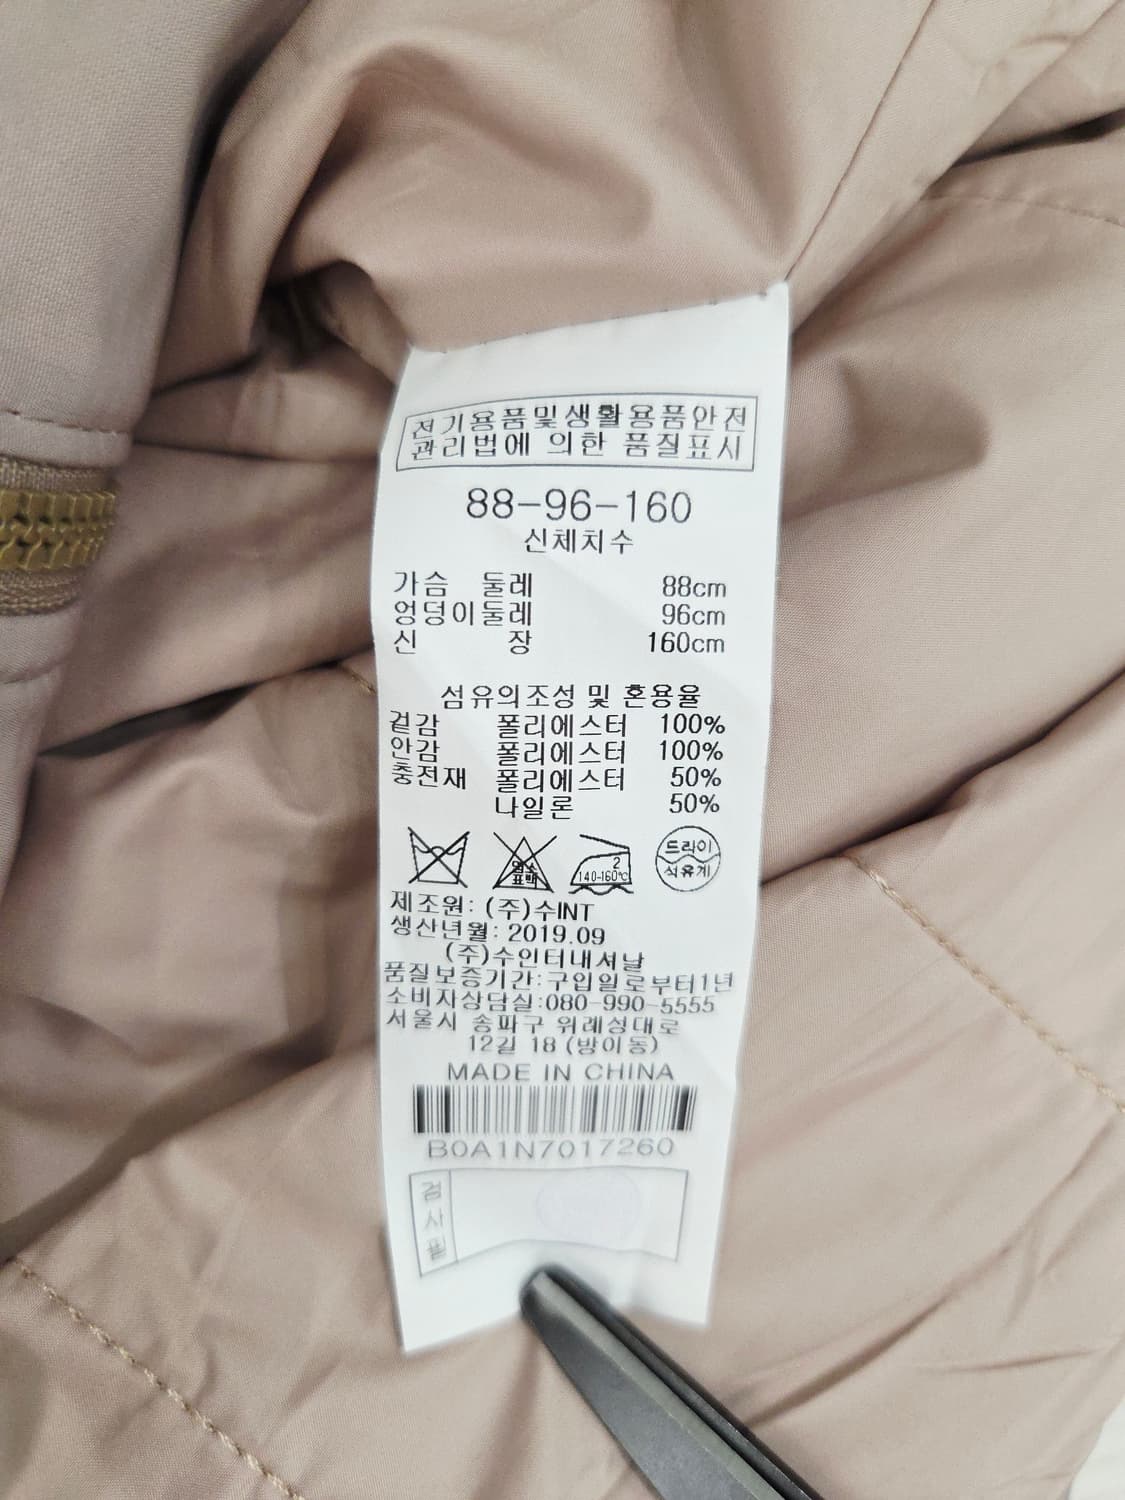 전기용품및생활용품안전
관리법에 의한 품질표시
88-96-160
신체치수
가슴 둘레 88cm
엉덩이둘레 96cm
신 장 160cm
섬유의조성 및 혼용율
겉감 폴리에스터 100%
안감 폴리에스터 100%
충전재 폴리에스터 50%
나일론 50%
염소
표백
2
140-160℃
드라이
석유계
제조원: (주)수INT
생산년월: 2019.09
(주)수인터내셔날
품질보증기간:구입일로부터1년
소비자상담실:080-990-5555
서울시 송파구 위례성대로
12길 18 (방이동)
MADE IN CHINA
B0A1N7017260
검사필